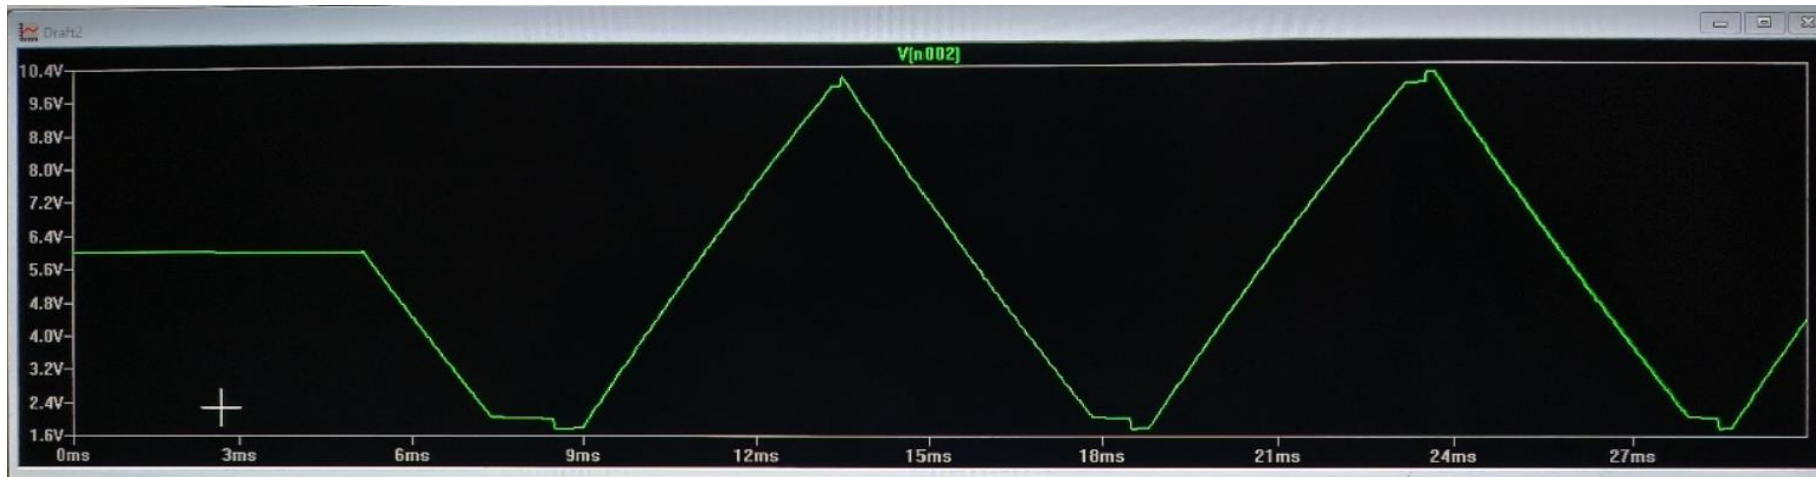 Draft2
V[n002]
10.4V
9.6V
8.8V
8.0V
7.2V
6.4V
5.6V
4.8V
4.0V
3.2V
2.4V
1.6V
0ms 3ms 6ms 9ms 12ms 15ms 18ms 21ms 24ms 27ms